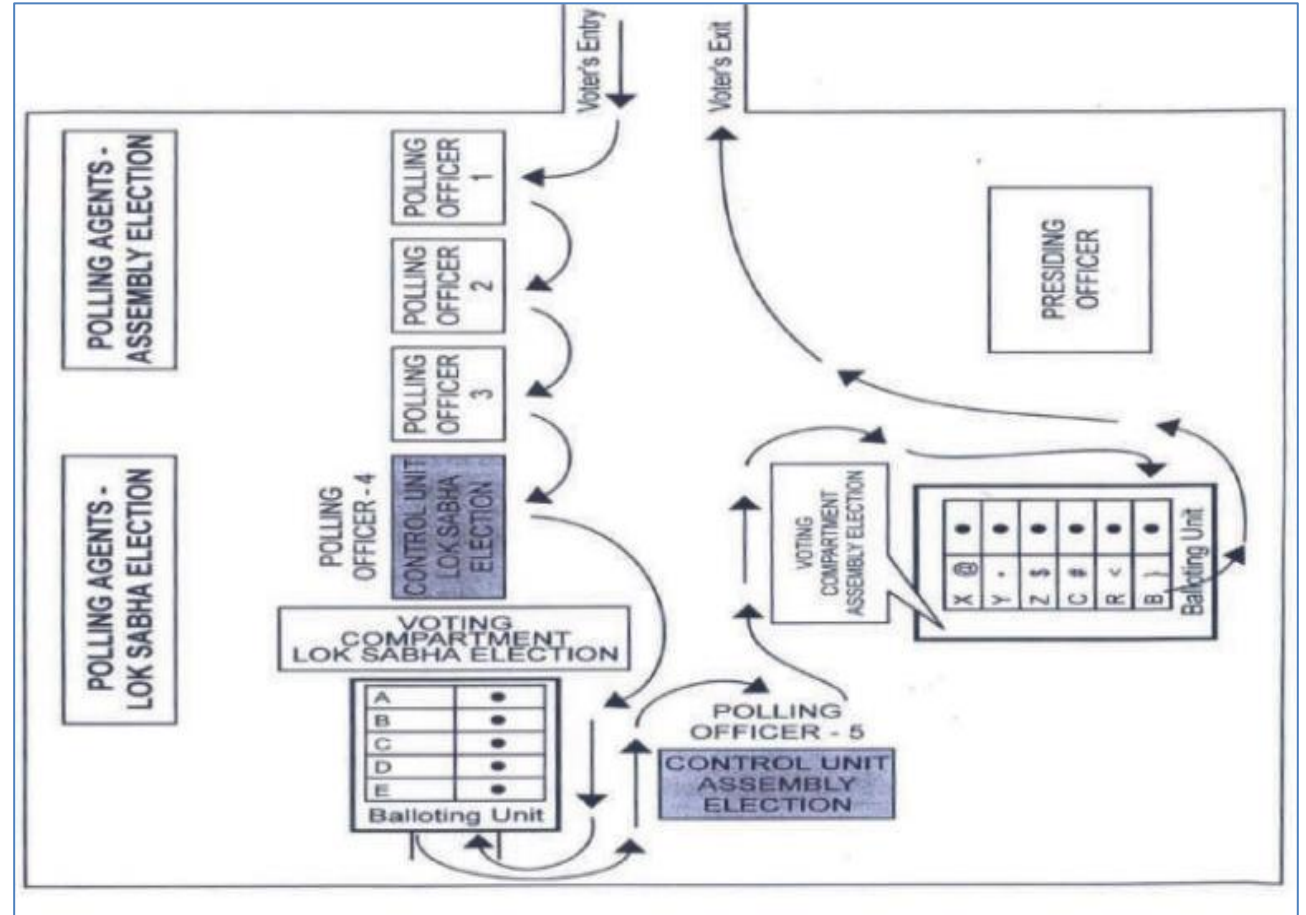 Voter's Entry
Voter's Exit
POLLING AGENTS -
ASSEMBLY ELECTION
POLLING
OFFICER
1
POLLING
OFFICER
2
POLLING
OFFICER
3
PRESIDING
OFFICER
POLLING AGENTS -
LOK SABHA ELECTION
POLLING
OFFICER - 4
CONTROL UNIT
LOK SABHA
ELECTION
VOTING
COMPARTMENT
LOK SABHA ELECTION
A
B
C
D
E
Balloting Unit
POLLING
OFFICER - 5
CONTROL UNIT
ASSEMBLY
ELECTION
VOTING
COMPARTMENT
ASSEMBLY ELECTION
X @
Y
Z $
C #
R <
B }
Balloting Unit